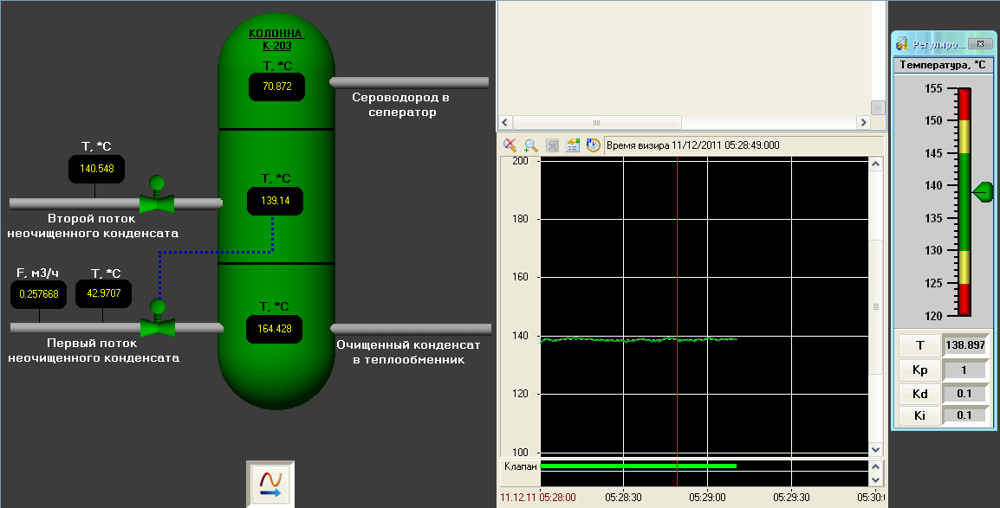 КОЛОННА
К-203
T, *C
70.872
Сероводород в
сеператор
T, *C
140.548
T, *C
139.14
Второй поток
неочищенного конденсата
F, м3/ч
T, *C
0.257668
42.9707
T, *C
164.428
Первый поток
неочищенного конденсата
Очищенный конденсат
в теплообменник
Время визира 11/12/2011 05:28:49.000
200
180
160
140
120
100
Клапан
11.12.11 05:28:00
05:28:30
05:29:00
05:29:30
05:30:0
Регулиро...
Температура, *C
155
150
145
140
135
130
125
120
T
138.897
Kp
1
Kd
0.1
Ki
0.1